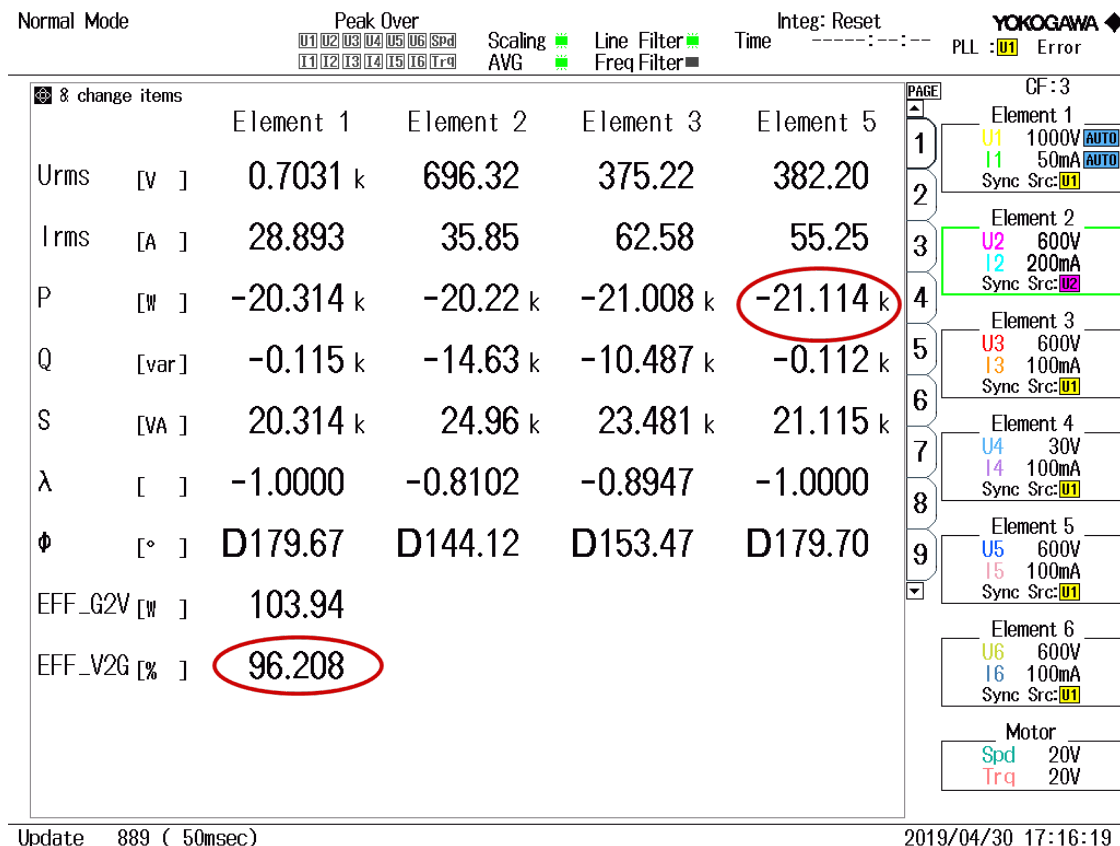 Normal Mode Peak Over Integ: Reset YOKOGAWA
U1 U2 U3 U4 U5 U6 Spd Scaling Line Filter Time -----:--:-- PLL :U1 Error
I1 I2 I3 I4 I5 I6 Trq AVG Freq Filter
8 change items PAGE CF:3
Element 1 Element 2 Element 3 Element 5
Urms [V ] 0.7031 k 696.32 375.22 382.20
Irms [A ] 28.893 35.85 62.58 55.25
P [W ] -20.314 k -20.22 k -21.008 k -21.114 k
Q [var] -0.115 k -14.63 k -10.487 k -0.112 k
S [VA ] 20.314 k 24.96 k 23.481 k 21.115 k
λ [ ] -1.0000 -0.8102 -0.8947 -1.0000
Φ [° ] D179.67 D144.12 D153.47 D179.70
EFF_G2V [W ] 103.94
EFF_V2G [% ] 96.208
1
2
3
4
5
6
7
8
9
Element 1
U1 1000V AUTO
I1 50mA AUTO
Sync Src:U1
Element 2
U2 600V
I2 200mA
Sync Src:U2
Element 3
U3 600V
I3 100mA
Sync Src:U1
Element 4
U4 30V
I4 100mA
Sync Src:U1
Element 5
U5 600V
I5 100mA
Sync Src:U1
Element 6
U6 600V
I6 100mA
Sync Src:U1
Motor
Spd 20V
Trq 20V
Update 889 ( 50msec) 2019/04/30 17:16:19